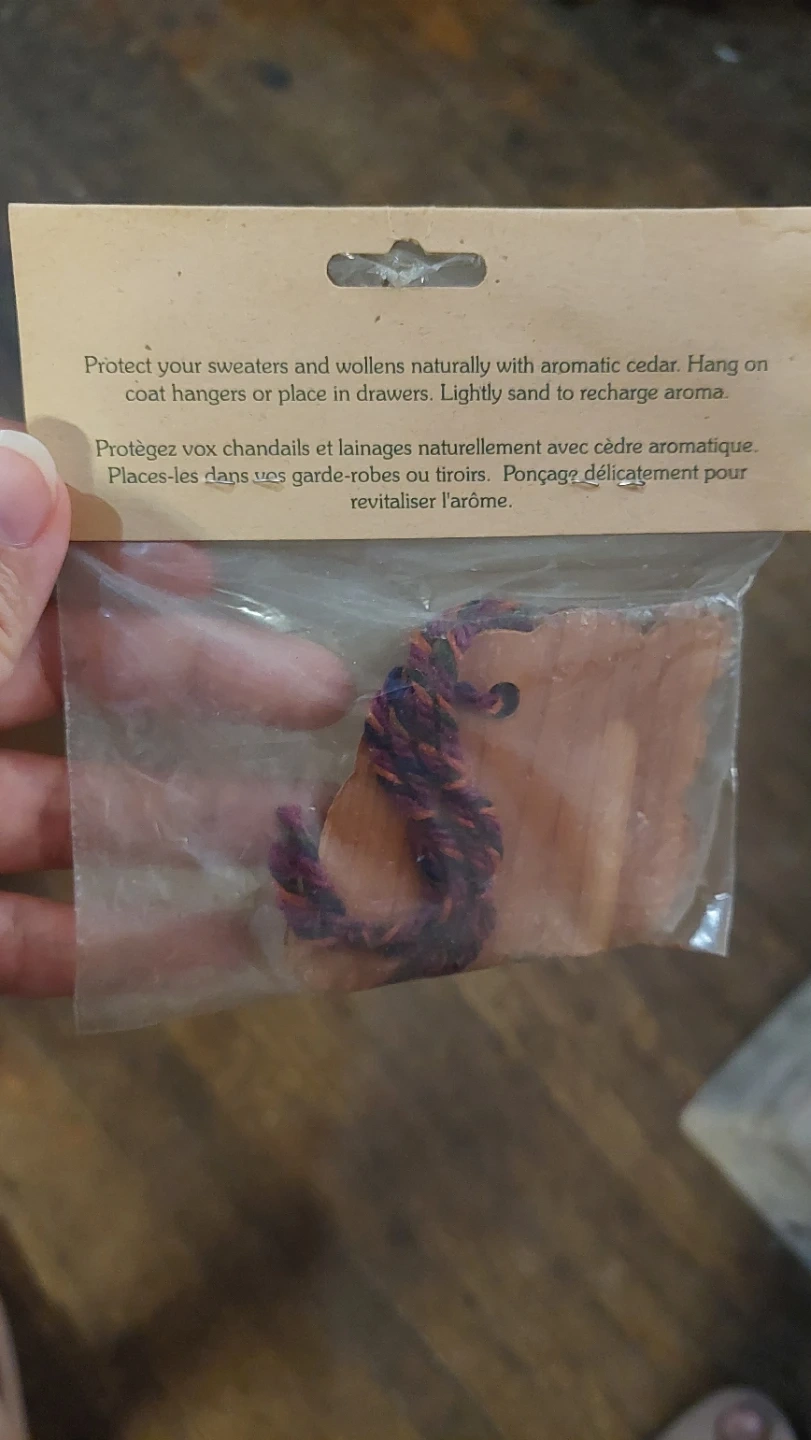 Protect your sweaters and wollens naturally with aromatic cedar. Hang on
coat hangers or place in drawers. Lightly sand to recharge aroma.
Protègez vox chandails et lainages naturellement avec cèdre aromatique.
Places-les dans vos garde-robes ou tiroirs. Ponçage délicatement pour
revitaliser l'arôme.